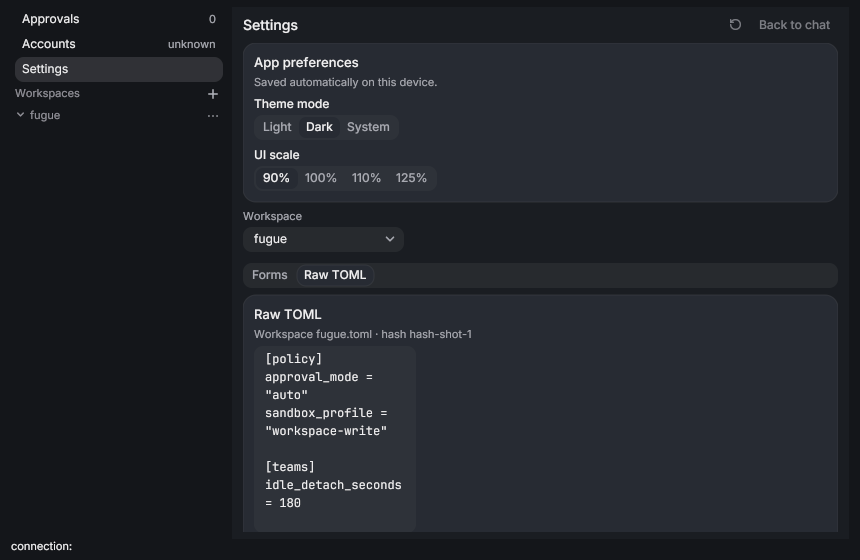 Approvals 0
Accounts unknown
Settings
Workspaces
fugue
connection:
Settings
Back to chat
App preferences
Saved automatically on this device.
Theme mode
Light Dark System
UI scale
90% 100% 110% 125%
Workspace
fugue
Forms Raw TOML
Raw TOML
Workspace fugue.toml · hash hash-shot-1
[policy]
approval_mode =
"auto"
sandbox_profile =
"workspace-write"
[teams]
idle_detach_seconds
= 180